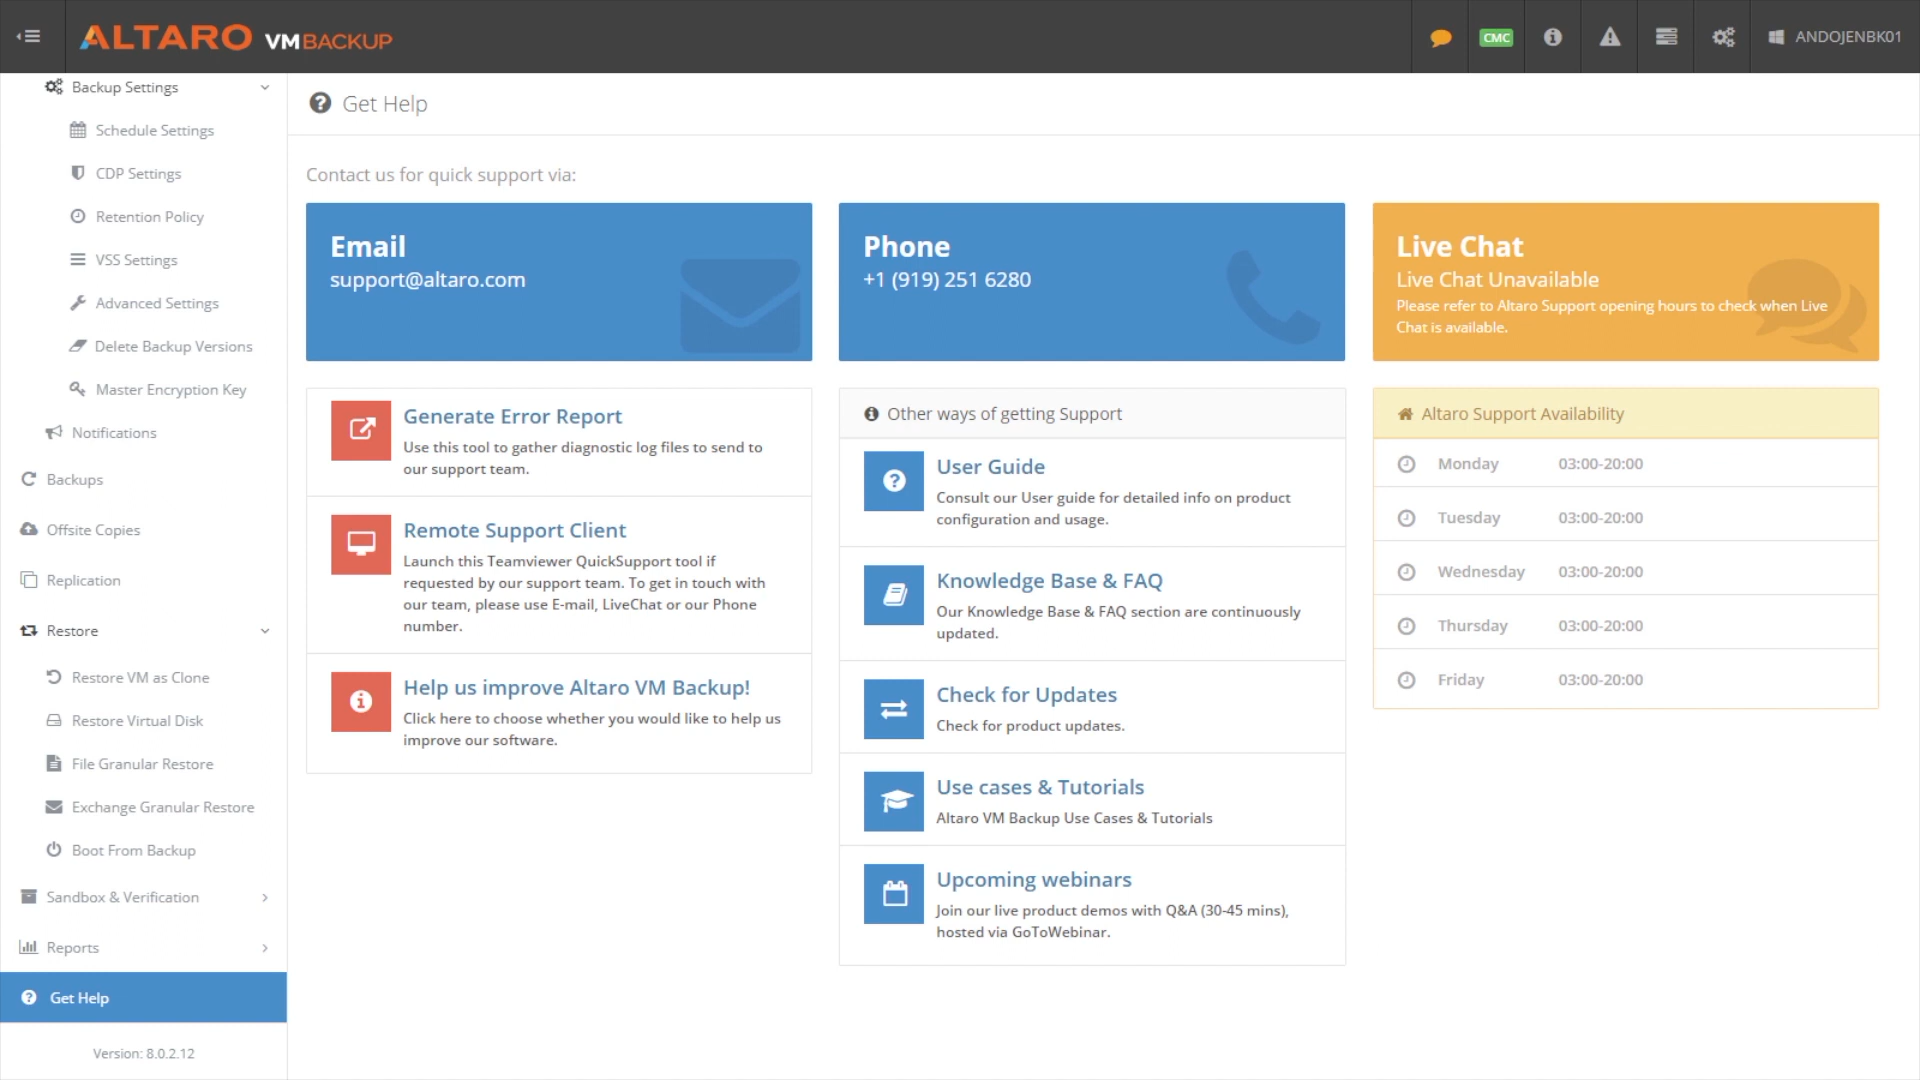 ALTARO VMBACKUP
CMC
ANDOJENBK01
Backup Settings
Schedule Settings
CDP Settings
Retention Policy
VSS Settings
Advanced Settings
Delete Backup Versions
Master Encryption Key
Notifications
Backups
Offsite Copies
Replication
Restore
Restore VM as Clone
Restore Virtual Disk
File Granular Restore
Exchange Granular Restore
Boot From Backup
Sandbox & Verification
Reports
Get Help
Version: 8.0.2.12
Get Help
Contact us for quick support via:
Email
support@altaro.com
Phone
+1 (919) 251 6280
Live Chat
Live Chat Unavailable
Please refer to Altaro Support opening hours to check when Live
Chat is available.
Generate Error Report
Use this tool to gather diagnostic log files to send to
our support team.
Remote Support Client
Launch this Teamviewer QuickSupport tool if
requested by our support team. To get in touch with
our team, please use E-mail, LiveChat or our Phone
number.
Help us improve Altaro VM Backup!
Click here to choose whether you would like to help us
improve our software.
Other ways of getting Support
User Guide
Consult our User guide for detailed info on product
configuration and usage.
Knowledge Base & FAQ
Our Knowledge Base & FAQ section are continuously
updated.
Check for Updates
Check for product updates.
Use cases & Tutorials
Altaro VM Backup Use Cases & Tutorials
Upcoming webinars
Join our live product demos with Q&A (30-45 mins),
hosted via GoToWebinar.
Altaro Support Availability
Monday 03:00-20:00
Tuesday 03:00-20:00
Wednesday 03:00-20:00
Thursday 03:00-20:00
Friday 03:00-20:00